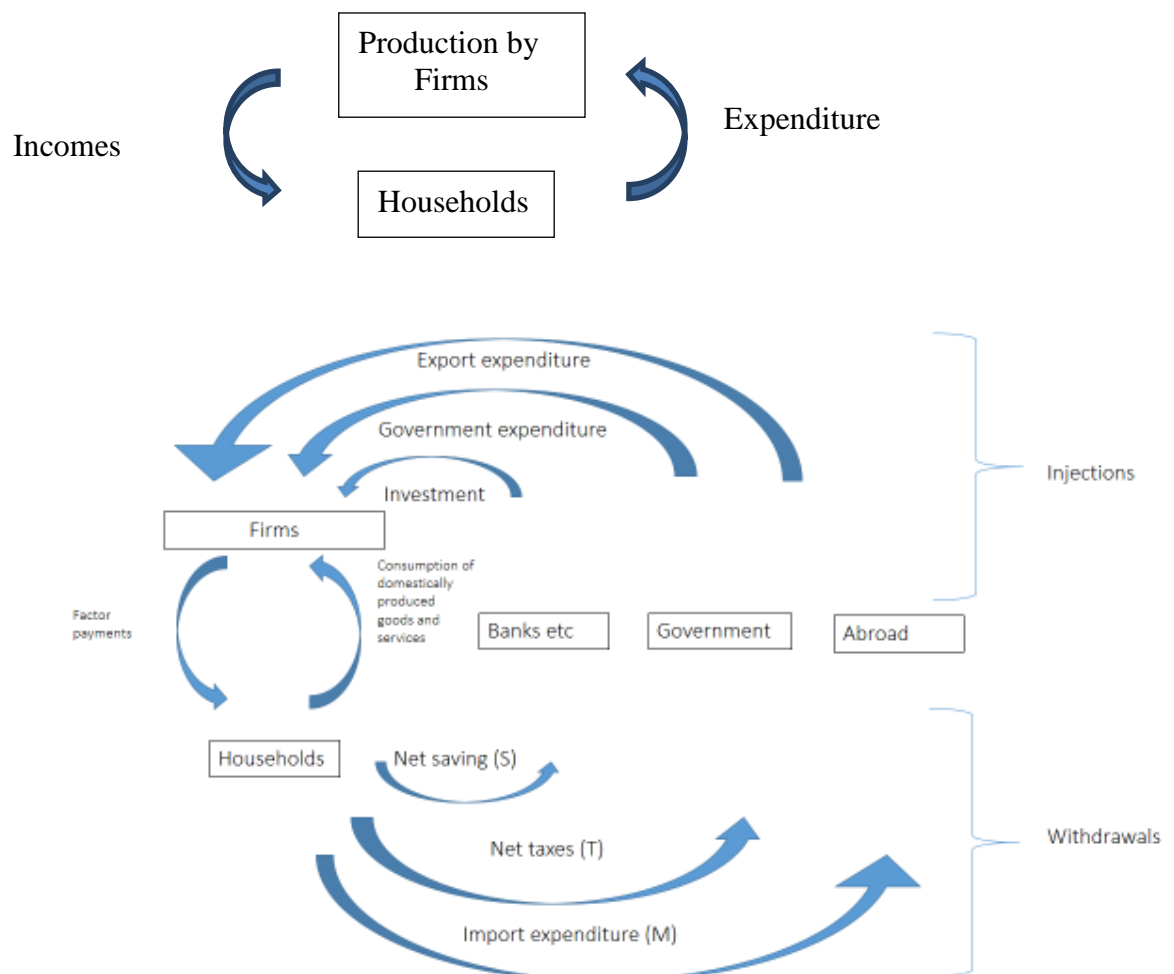 Production by
Firms
Incomes
Expenditure
Households
Export expenditure
Government expenditure
Injections
Investment
Firms
Consumption of
domestically
produced
goods and
services
Factor
payments
Banks etc
Government
Abroad
Households
Net saving (S)
Net taxes (T)
Withdrawals
Import expenditure (M)